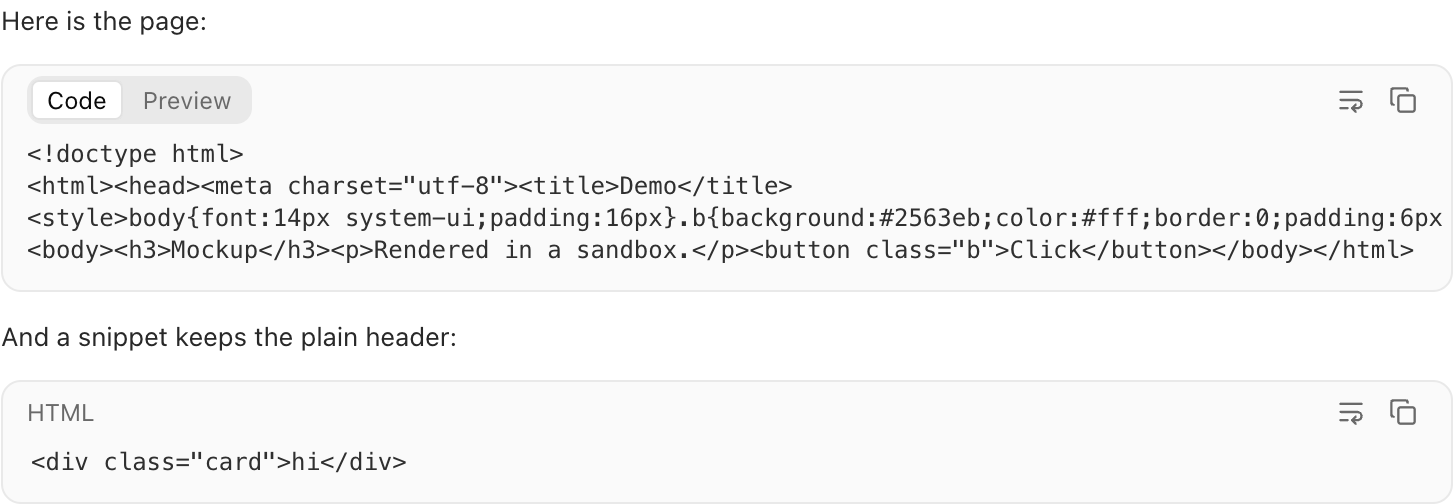 Here is the page:
Code Preview
<!doctype html>
<html><head><meta charset="utf-8"><title>Demo</title>
<style>body{font:14px system-ui;padding:16px}.b{background:#2563eb;color:#fff;border:0;padding:6px
<body><h3>Mockup</h3><p>Rendered in a sandbox.</p><button class="b">Click</button></body></html>
And a snippet keeps the plain header:
HTML
<div class="card">hi</div>